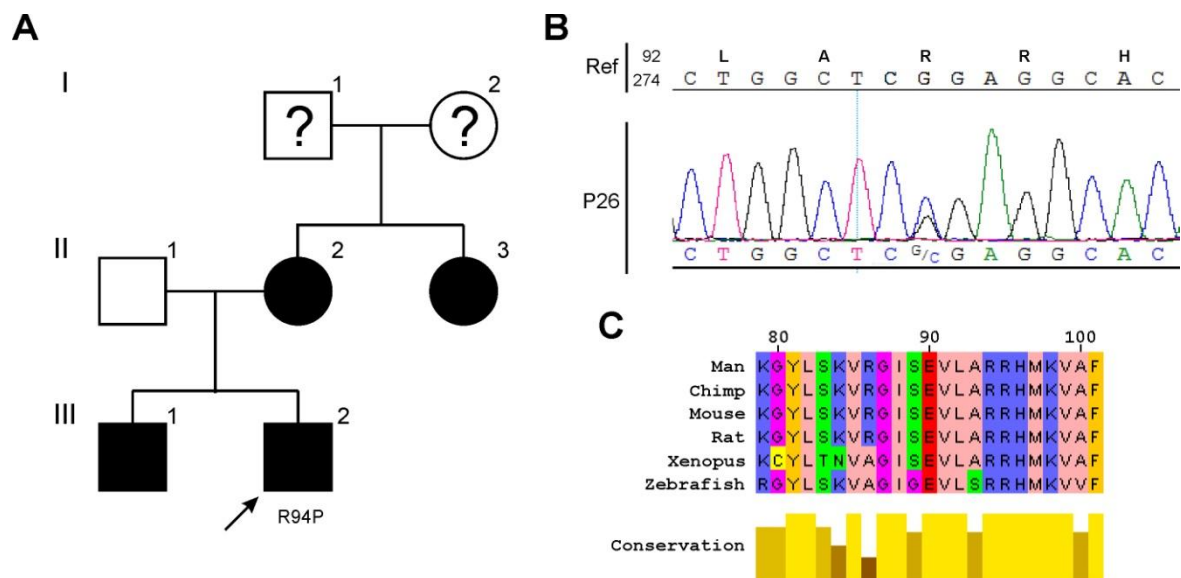 A
I
1
2
?
?
II
1
2
3
III
1
2
R94P
B
Ref
92 L A R R H
274 C T G G C T C G G A G G C A C
P26
C T G G C T C G/C G A G G C A C
C
80 90 100
Man KGYLSKVRGISEVLARRHMKVAF
Chimp KGYLSKVRGISEVLARRHMKVAF
Mouse KGYLSKVRGISEVLARRHMKVAF
Rat KGYLSKVRGISEVLARRHMKVAF
Xenopus KCYLTNVAGISEVLARRHMKVAF
Zebrafish RGYLSKVAGIGEVLSRRHMKVVF
Conservation